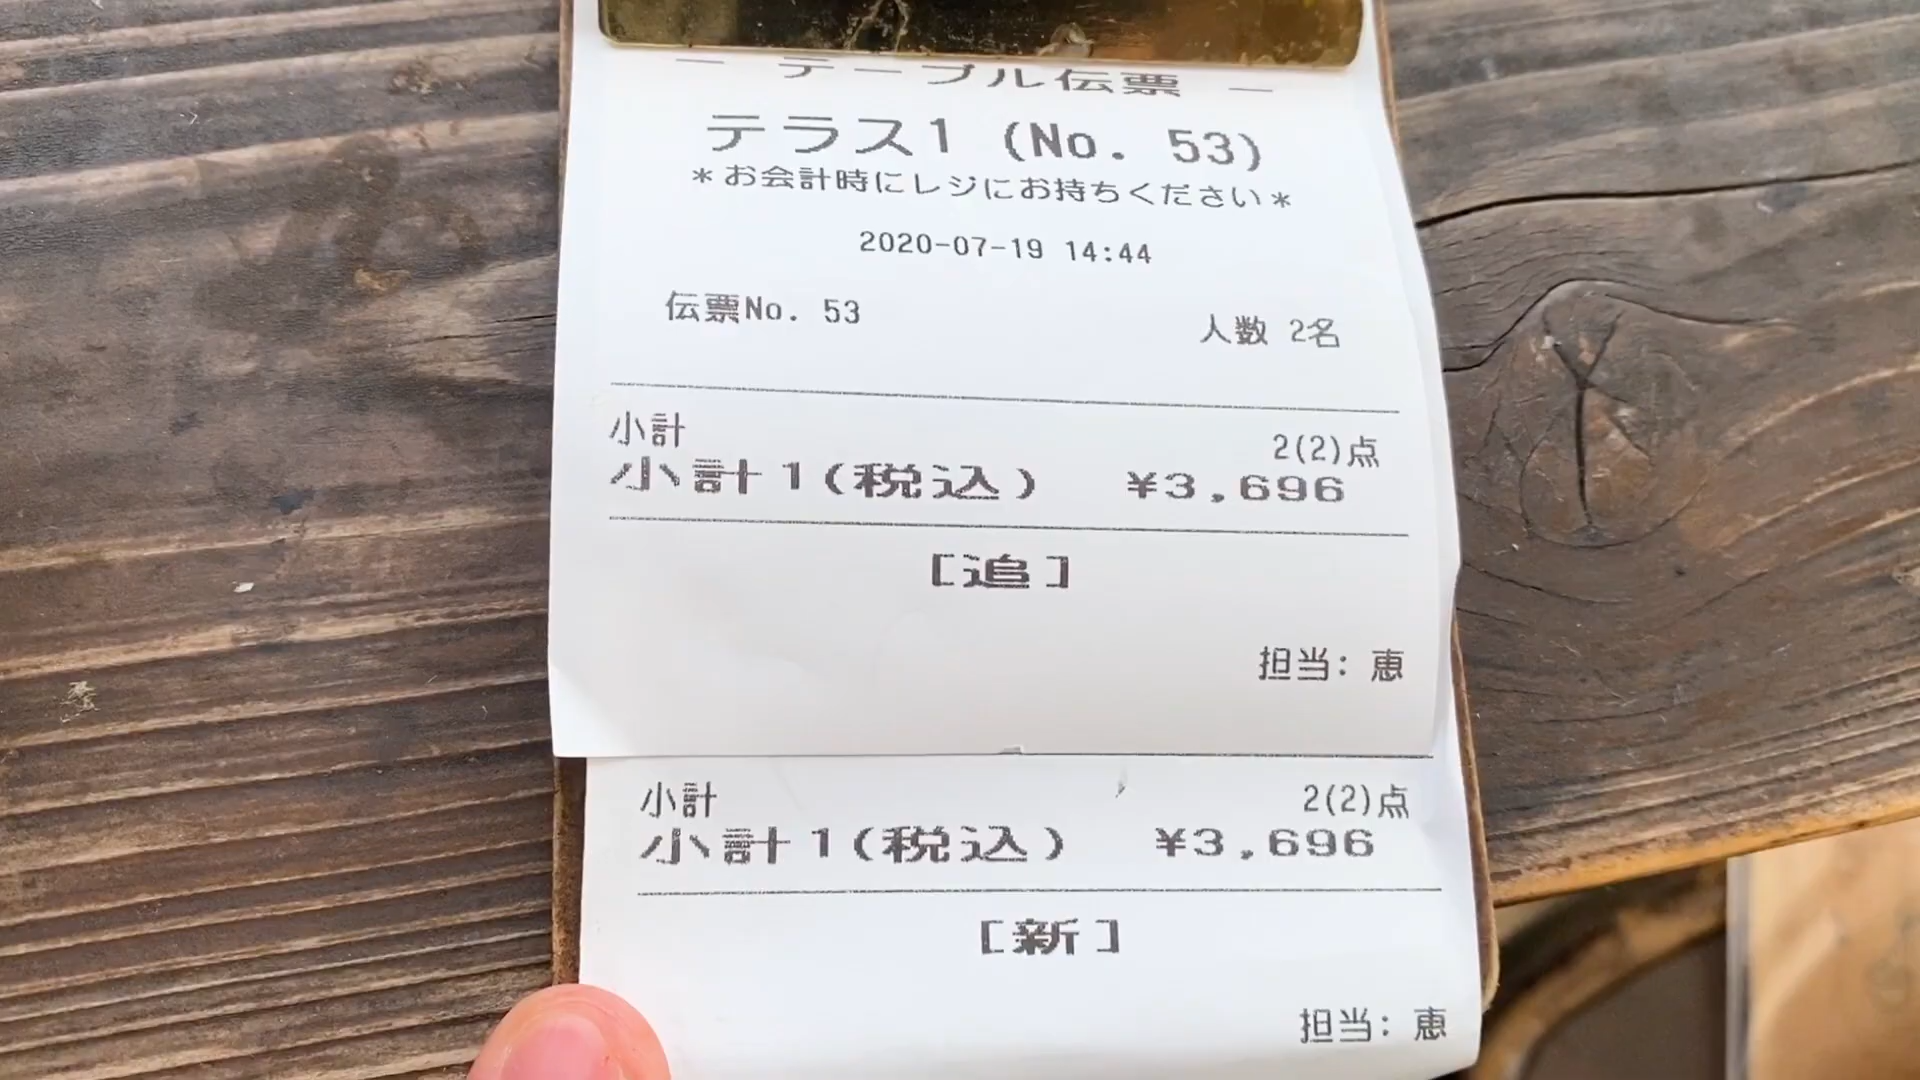 — テーブル伝票 —
テラス1 (No. 53)
*お会計時にレジにお持ちください*
2020-07-19 14:44
伝票No. 53
人数 2名
小計 2(2)点
小計1(税込) ¥3,696
[追]
担当: 恵
小計 2(2)点
小計1(税込) ¥3,696
[新]
担当: 恵